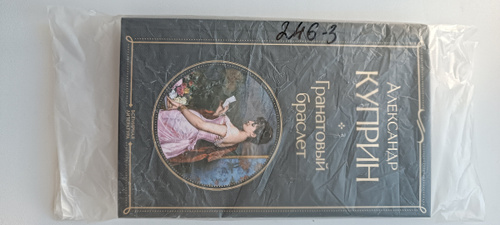 246-3
Александр
КУПРИН
Гранатовый
браслет